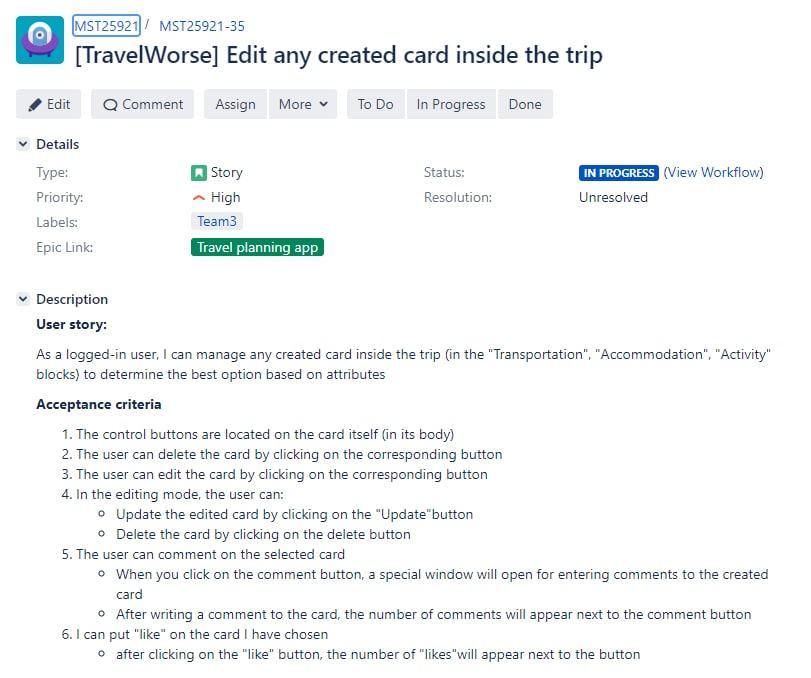 MST25921 / MST25921-35
[TravelWorse] Edit any created card inside the trip
Edit Comment Assign More To Do In Progress Done
Details
Type: Story Status: IN PROGRESS (View Workflow)
Priority: High Resolution: Unresolved
Labels: Team3
Epic Link: Travel planning app
Description
User story:
As a logged-in user, I can manage any created card inside the trip (in the "Transportation", "Accommodation", "Activity"
blocks) to determine the best option based on attributes
Acceptance criteria
1. The control buttons are located on the card itself (in its body)
2. The user can delete the card by clicking on the corresponding button
3. The user can edit the card by clicking on the corresponding button
4. In the editing mode, the user can:
Update the edited card by clicking on the "Update"button
Delete the card by clicking on the delete button
5. The user can comment on the selected card
When you click on the comment button, a special window will open for entering comments to the created
card
After writing a comment to the card, the number of comments will appear next to the comment button
6. I can put "like" on the card I have chosen
after clicking on the "like" button, the number of "likes"will appear next to the button